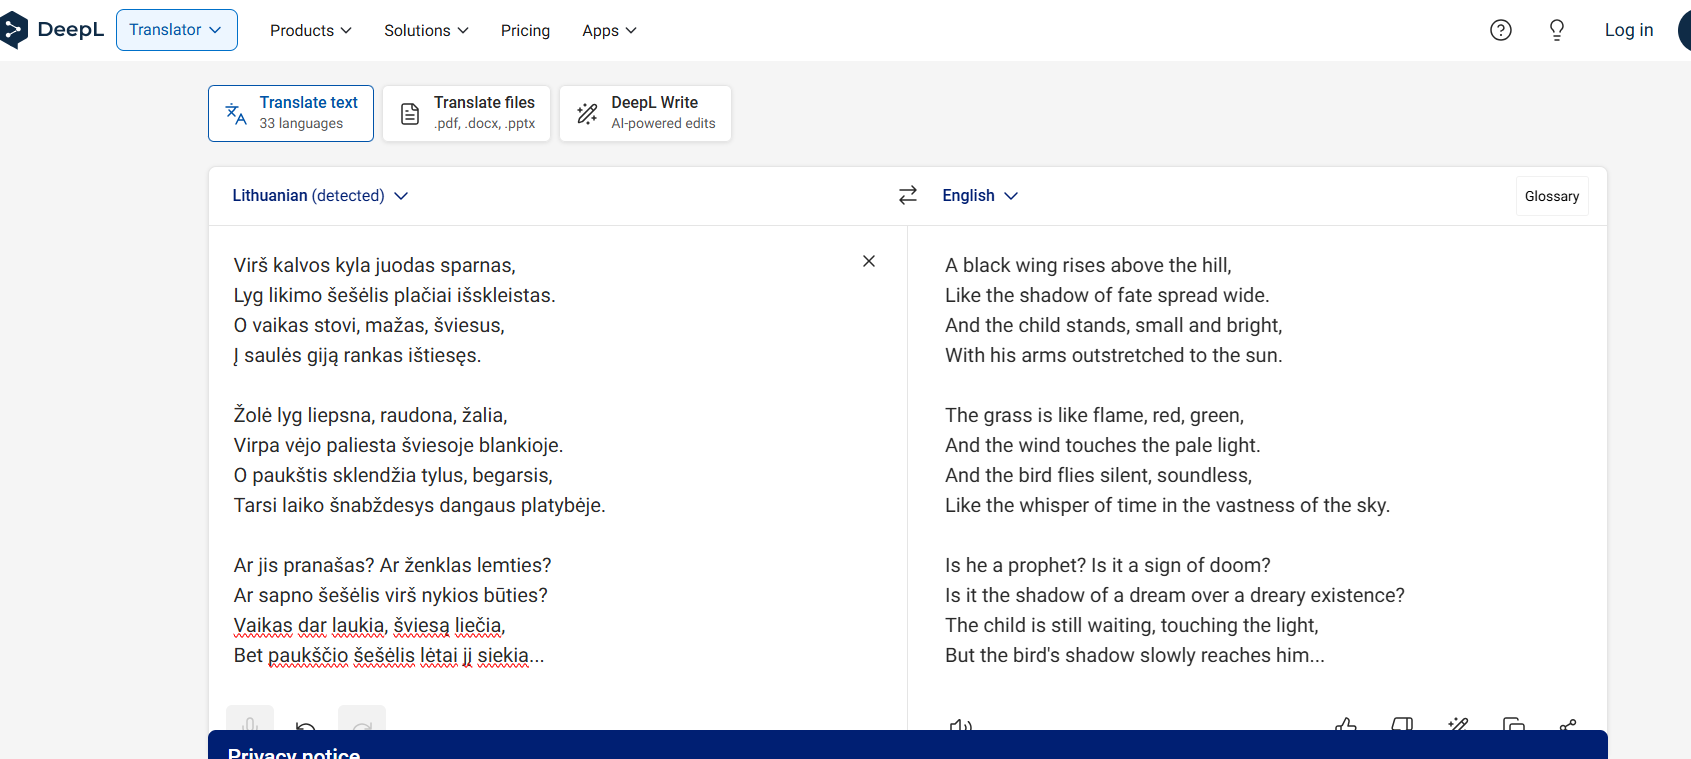 DeepL
Translator
Products
Solutions
Pricing
Apps
Log in
Translate text
33 languages
Translate files
.pdf, .docx, .pptx
DeepL Write
AI-powered edits
Lithuanian (detected)
English
Glossary
Virš kalvos kyla juodas sparnas,
Lyg likimo šešėlis plačiai išskleistas.
O vaikas stovi, mažas, šviesus,
Į saulės giją rankas ištiesęs.
Žolė lyg liepsna, raudona, žalia,
Virpa vėjo paliesta šviesoje blankioje.
O paukštis sklendžia tylus, begarsis,
Tarsi laiko šnabždesys dangaus platybėje.
Ar jis pranašas? Ar ženklas lemties?
Ar sapno šešėlis virš nykios būties?
Vaikas dar laukia, šviesą liečia,
Bet paukščio šešėlis lėtai jį siekia...
A black wing rises above the hill,
Like the shadow of fate spread wide.
And the child stands, small and bright,
With his arms outstretched to the sun.
The grass is like flame, red, green,
And the wind touches the pale light.
And the bird flies silent, soundless,
Like the whisper of time in the vastness of the sky.
Is he a prophet? Is it a sign of doom?
Is it the shadow of a dream over a dreary existence?
The child is still waiting, touching the light,
But the bird's shadow slowly reaches him...
Privacy notice